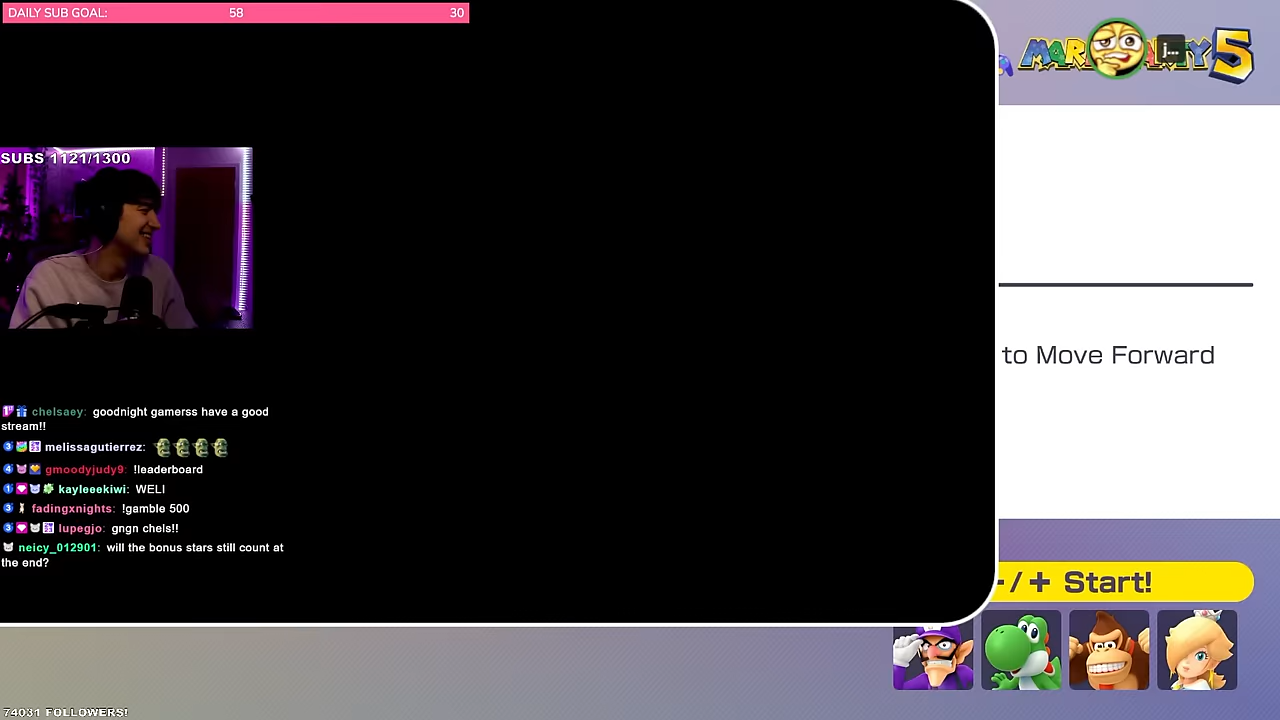 DAILY SUB GOAL: 58 30
j...
5
SUBS 1121/1300
to Move Forward
chelsaey: goodnight gamerss have a good
stream!!
melissagutierrez:
gmoodyjudy9: !leaderboard
kayleeekiwi: WELI
fadingxnights: !gamble 500
lupegjo: gngn chels!!
neicy_012901: will the bonus stars still count at
the end?
/ + Start!
74031 FOLLOWERS!